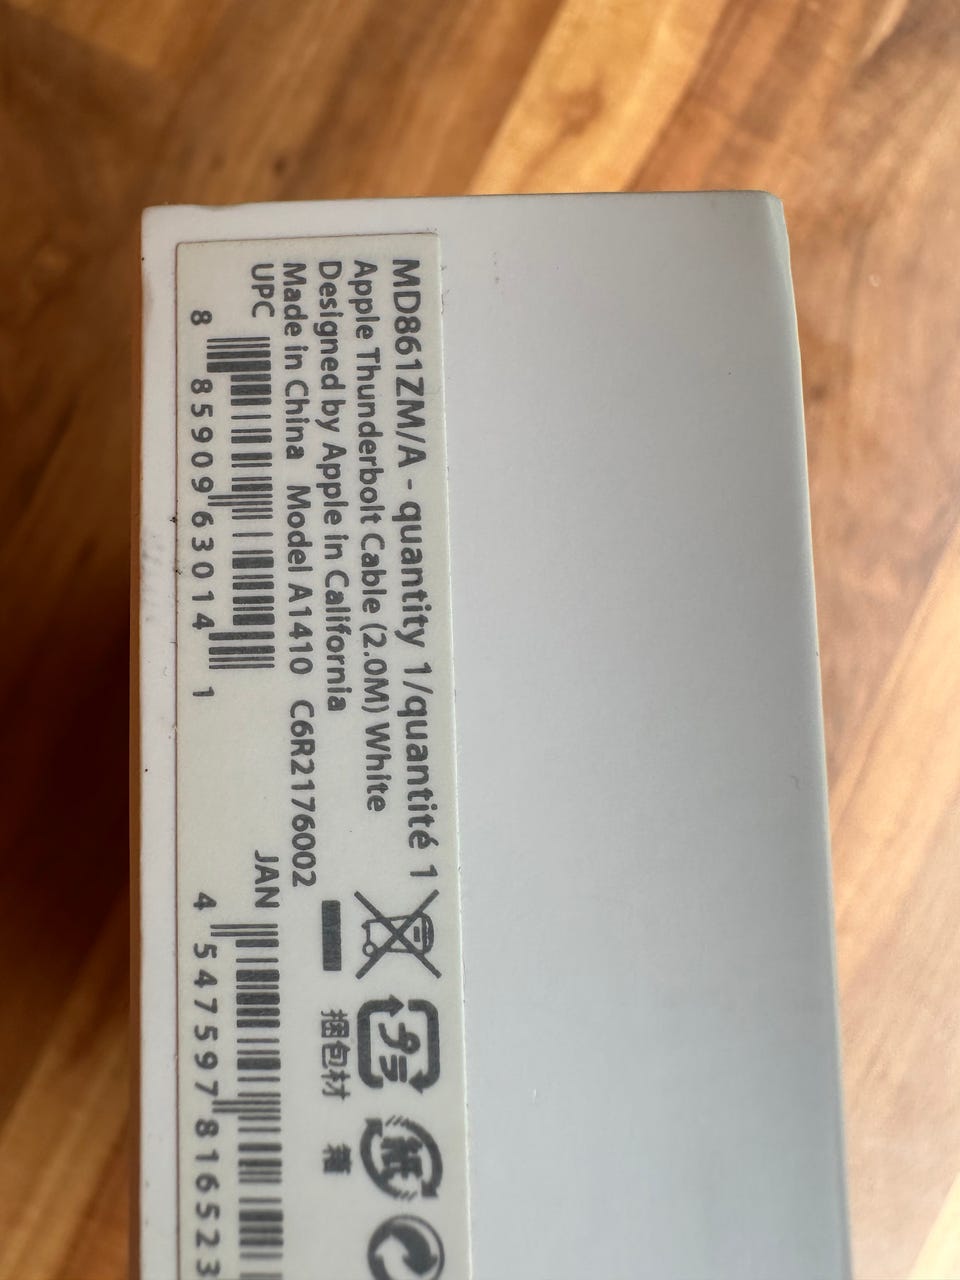 MD861ZM/A - quantity 1/quantité 1
Apple Thunderbolt Cable (2.0M) White
Designed by Apple in California
Made in China Model A1410 C6R2176002
UPC
8 85909 63014 1
JAN
4 547597 816523
プラ
紙
梱包材 箱